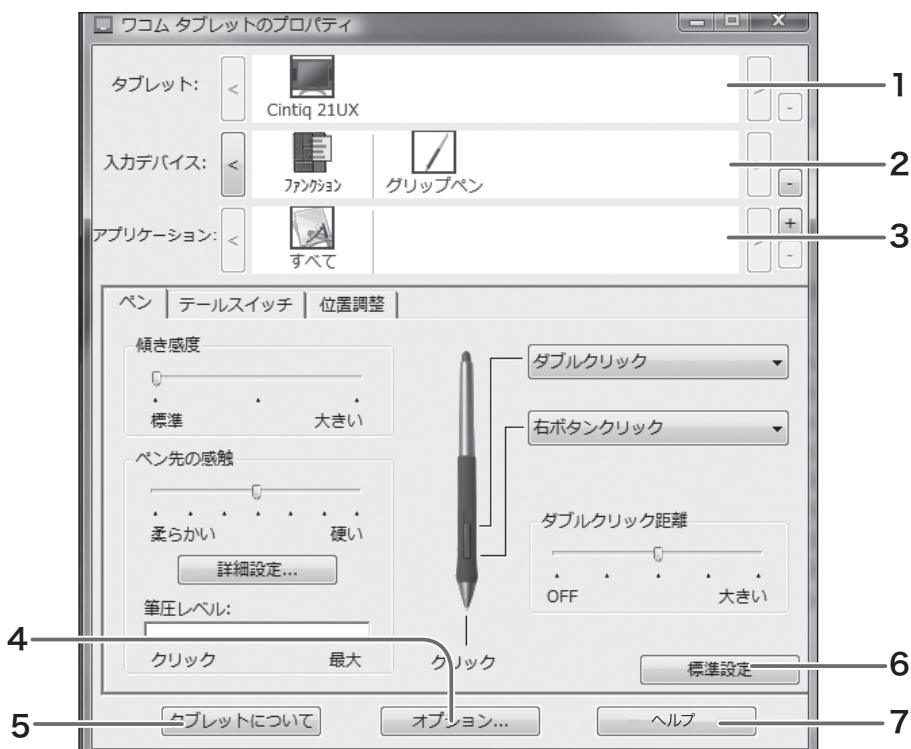 ワコム タブレットのプロパティ
タブレット:
<
>
-
Cintiq 21UX
1
入力デバイス:
<
>
-
ファンクション
グリップペン
2
アプリケーション:
<
>
+
-
すべて
3
ペン
テールスイッチ
位置調整
傾き感度
標準
大きい
ダブルクリック
右ボタンクリック
ペン先の感触
柔らかい
硬い
詳細設定...
ダブルクリック距離
OFF
大きい
筆圧レベル:
クリック
最大
クリック
4
標準設定
6
5
タブレットについて
オプション...
ヘルプ
7